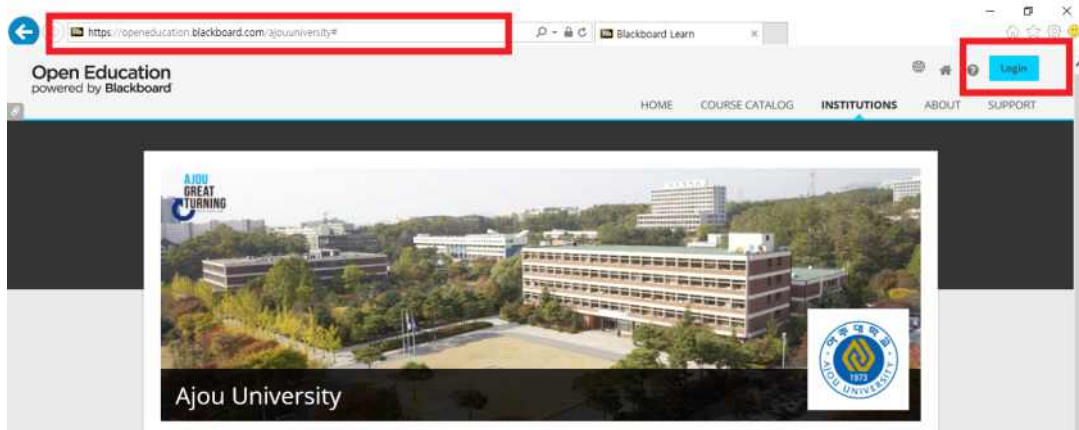 https://openeducation.blackboard.com/ajouuniversity#
Blackboard Learn
Open Education
powered by Blackboard
Login
HOME COURSE CATALOG INSTITUTIONS ABOUT SUPPORT
AJOU
GREAT
TURNING
Ajou University
아주대학교
1973
AJOU UNIVERSITY